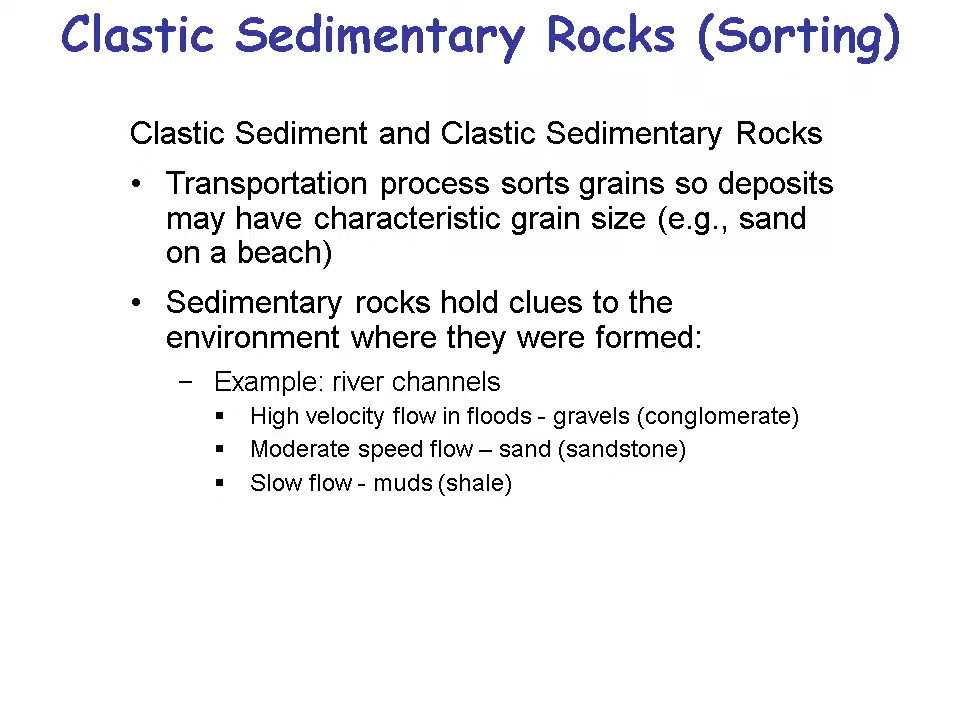 Clastic Sedimentary Rocks (Sorting)
Clastic Sediment and Clastic Sedimentary Rocks
• Transportation process sorts grains so deposits
may have characteristic grain size (e.g., sand
on a beach)
• Sedimentary rocks hold clues to the
environment where they were formed:
– Example: river channels
▪ High velocity flow in floods - gravels (conglomerate)
▪ Moderate speed flow – sand (sandstone)
▪ Slow flow - muds (shale)